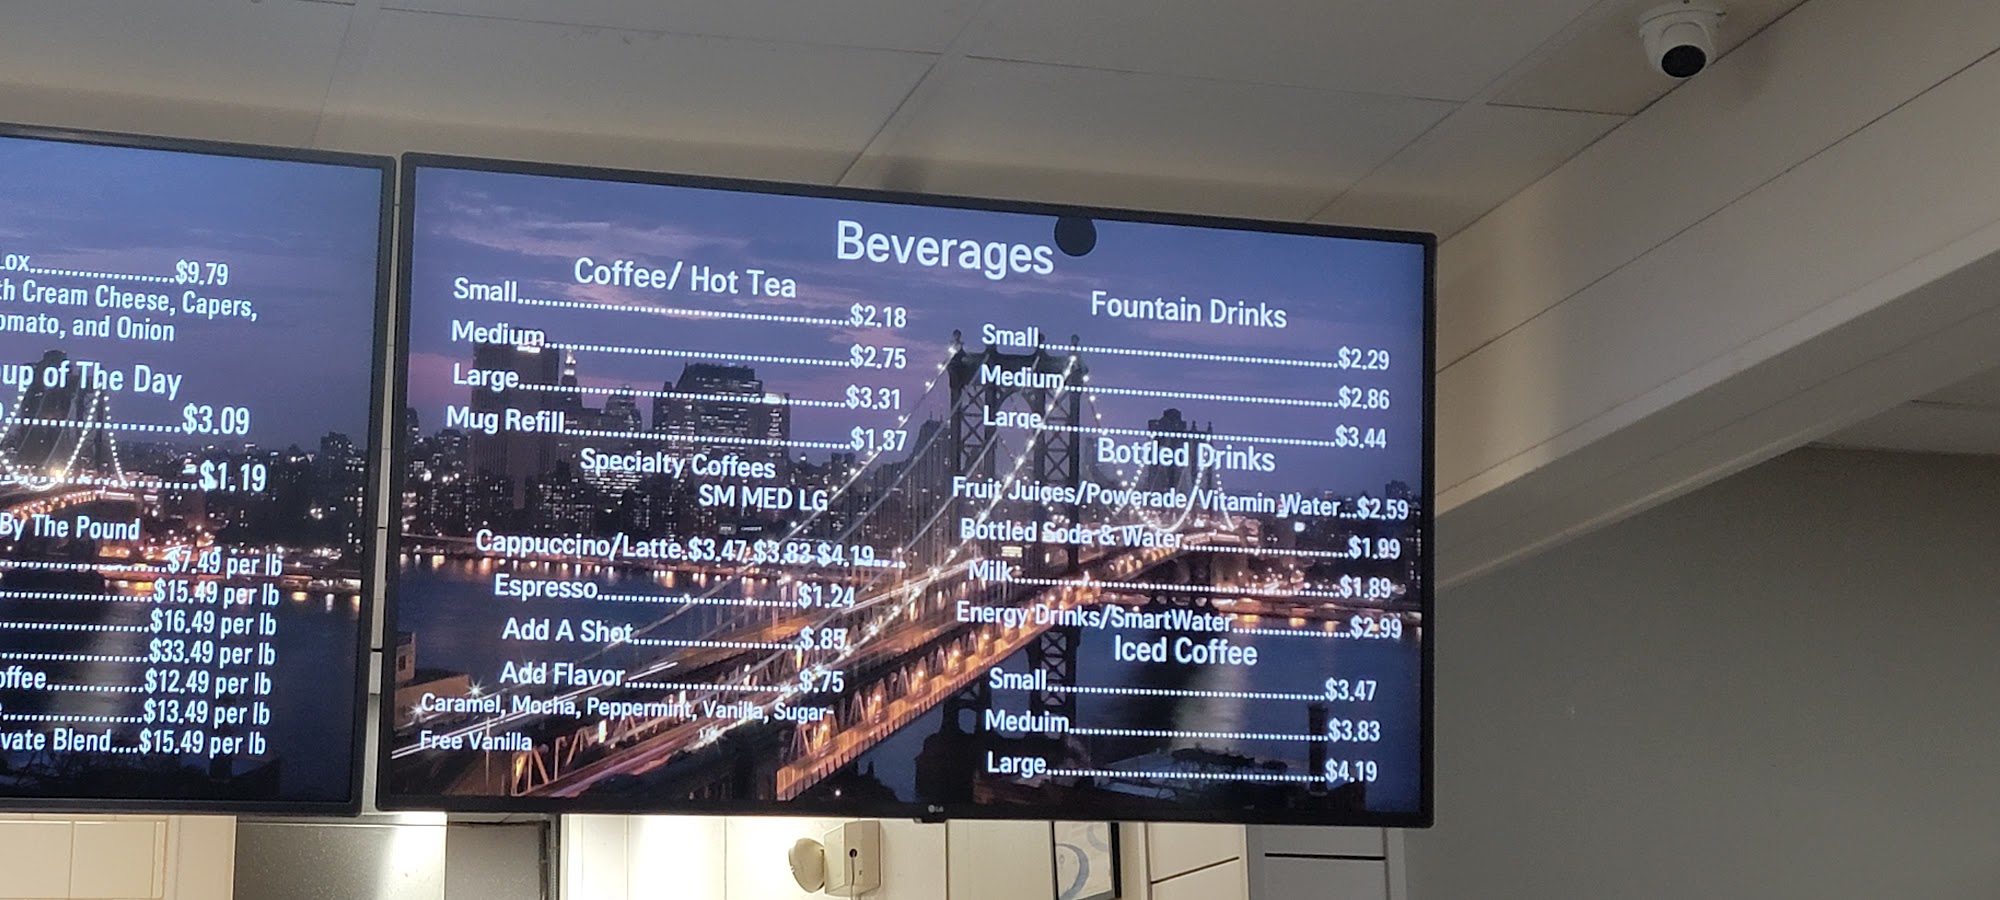 Lox......................$9.79
th Cream Cheese, Capers,
omato, and Onion
up of The Day
......................$3.09
......................$1.19
By The Pound
......................$7.49 per lb
......................$15.49 per lb
......................$16.49 per lb
......................$33.49 per lb
offee..............$12.49 per lb
......................$13.49 per lb
vate Blend....$15.49 per lb
Beverages
Coffee/ Hot Tea
Small......................$2.18
Medium......................$2.75
Large......................$3.31
Mug Refill......................$1.87
Specialty Coffees
SM MED LG
Cappuccino/Latte.$3.47.$3.83 $4.19....
Espresso......................$1.24
Add A Shot......................$.85
Add Flavor......................$.75
Caramel, Mocha, Peppermint, Vanilla, Sugar-
Free Vanilla
Fountain Drinks
Small......................$2.29
Medium......................$2.86
Large......................$3.44
Bottled Drinks
Fruit Juices/Powerade/Vitamin Water...$2.59
Bottled Soda & Water......................$1.99
Milk......................$1.89
Energy Drinks/SmartWater..................$2.99
Iced Coffee
Small......................$3.47
Meduim......................$3.83
Large......................$4.19
LG